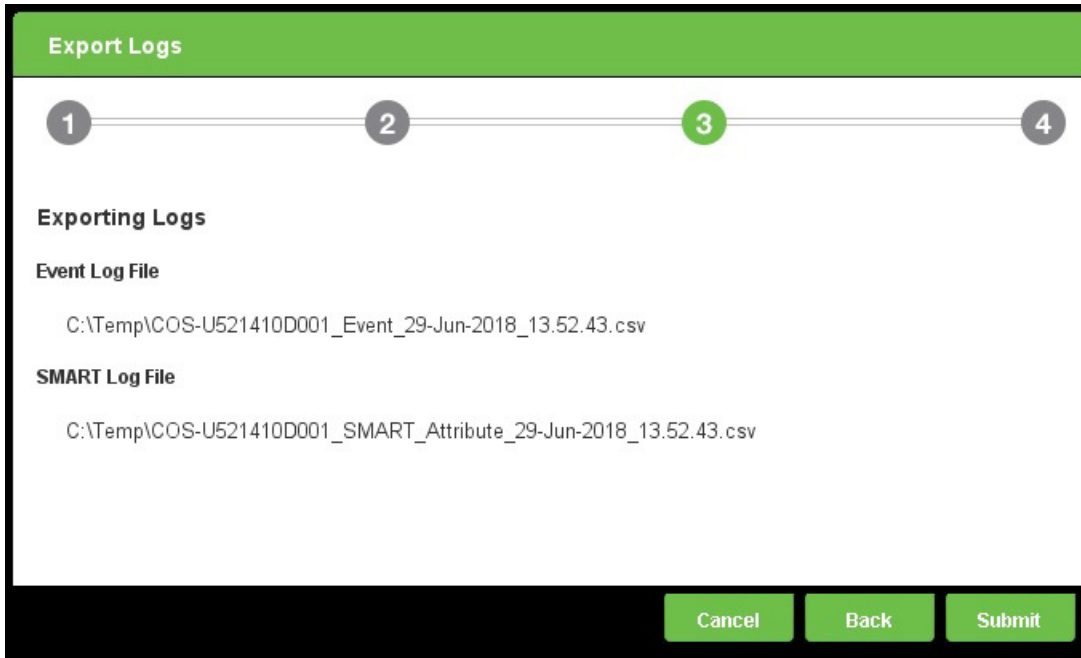 Export Logs
1 2 3 4
Exporting Logs
Event Log File
C:\Temp\COS-U521410D001_Event_29-Jun-2018_13.52.43.csv
SMART Log File
C:\Temp\COS-U521410D001_SMART_Attribute_29-Jun-2018_13.52.43.csv
Cancel Back Submit